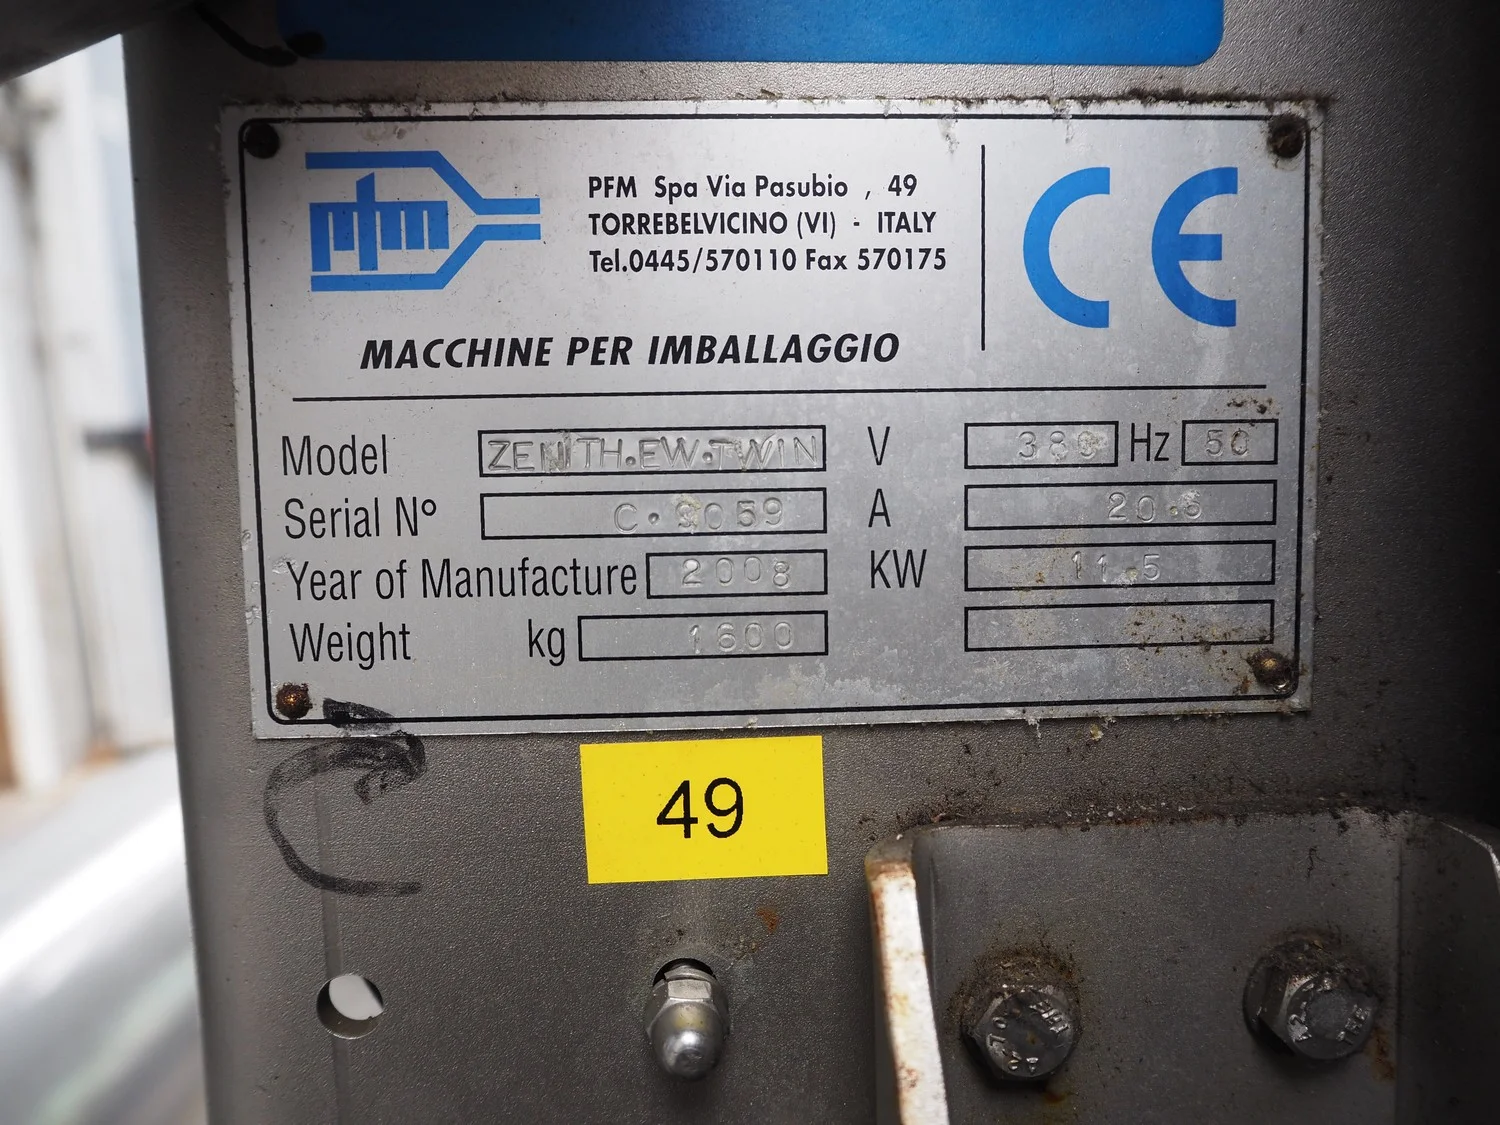 pfm
PFM Spa Via Pasubio , 49
TORREBELVICINO (VI) - ITALY
Tel.0445/570110 Fax 570175
CE
MACCHINE PER IMBALLAGGIO
Model ZENITH.EW.TWIN V Hz 50
Serial N° C.9059 A 20.6
Year of Manufacture 2008 KW 11.5
Weight kg 1600
49